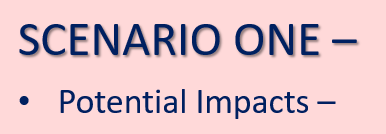 SCENARIO ONE –
• Potential Impacts –